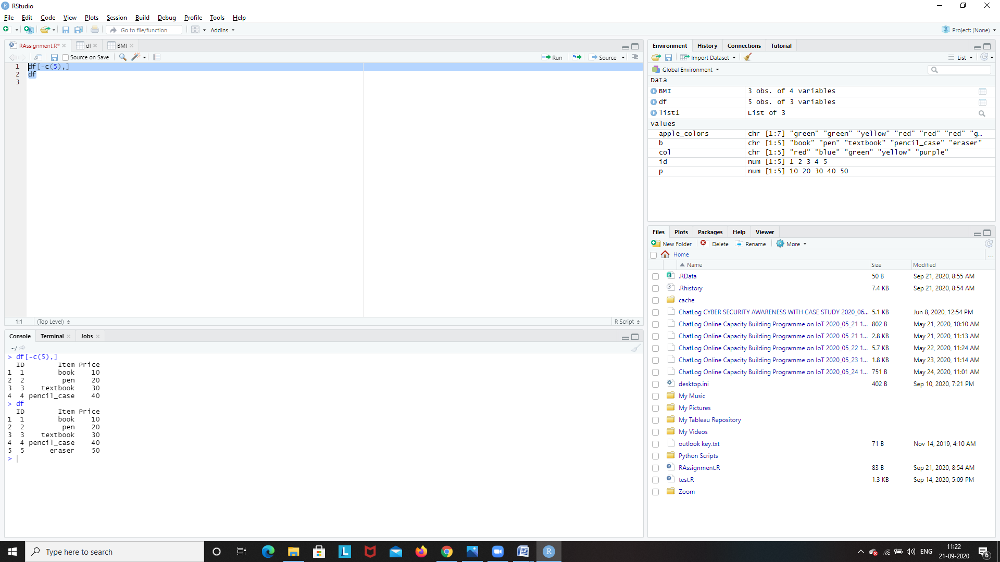 RStudio
File Edit Code View Plots Session Build Debug Profile Tools Help
Go to file/function Addins Project: (None)
RAssignment.R* df BMI
Source on Save Run Source
1 df[-c(5),]
2 df
3
1:1 (Top Level) R Script
Console Terminal Jobs
~/
> df[-c(5),]
  ID        Item Price
1  1        book    10
2  2         pen    20
3  3    textbook    30
4  4 pencil_case    40
> df
  ID        Item Price
1  1        book    10
2  2         pen    20
3  3    textbook    30
4  4 pencil_case    40
5  5      eraser    50
>
Environment History Connections Tutorial
Import Dataset List
Global Environment
Data
BMI 3 obs. of 4 variables
df 5 obs. of 3 variables
list1 List of 3
Values
apple_colors chr [1:7] "green" "green" "yellow" "red" "red" "red" "g…
b chr [1:5] "book" "pen" "textbook" "pencil_case" "eraser"
col chr [1:5] "red" "blue" "green" "yellow" "purple"
id num [1:5] 1 2 3 4 5
p num [1:5] 10 20 30 40 50
Files Plots Packages Help Viewer
New Folder Delete Rename More
Home ...
Name Size Modified
.RData 50 B Sep 21, 2020, 8:55 AM
.Rhistory 7.4 KB Sep 21, 2020, 8:54 AM
cache
ChatLog CYBER SECURITY AWARENESS WITH CASE STUDY 2020_06... 5.1 KB Jun 8, 2020, 12:54 PM
ChatLog Online Capacity Building Programme on IoT 2020_05_21 1... 802 B May 21, 2020, 10:10 AM
ChatLog Online Capacity Building Programme on IoT 2020_05_21 1... 2.8 KB May 21, 2020, 11:13 AM
ChatLog Online Capacity Building Programme on IoT 2020_05_22 1... 5.7 KB May 22, 2020, 11:24 AM
ChatLog Online Capacity Building Programme on IoT 2020_05_23 1... 1.8 KB May 23, 2020, 11:14 AM
ChatLog Online Capacity Building Programme on IoT 2020_05_24 1... 751 B May 24, 2020, 11:01 AM
desktop.ini 402 B Sep 10, 2020, 7:21 PM
My Music
My Pictures
My Tableau Repository
My Videos
outlook key.txt 71 B Nov 14, 2019, 4:10 AM
Python Scripts
RAssignment.R 83 B Sep 21, 2020, 8:54 AM
test.R 1.3 KB Sep 14, 2020, 5:09 PM
Zoom
Type here to search ENG 11:22
21-09-2020 6